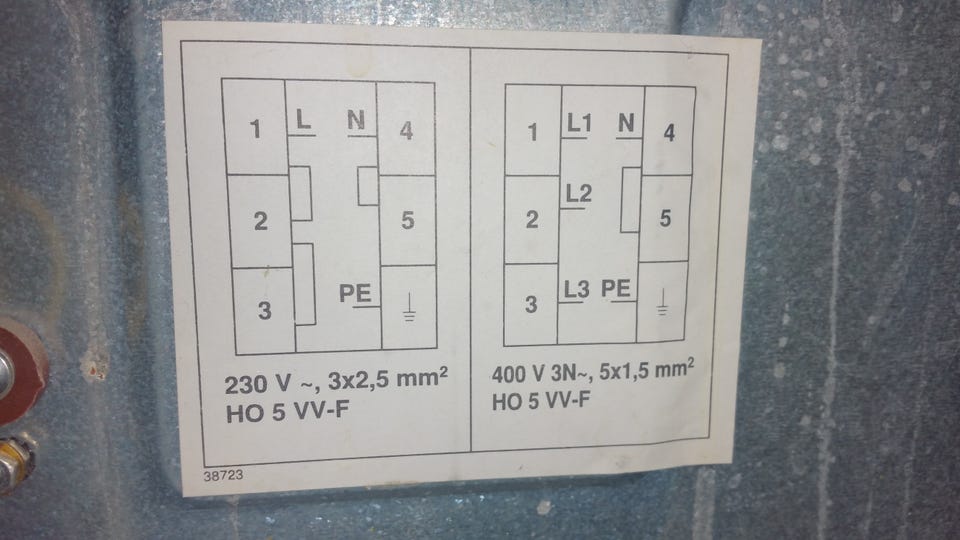 1 L N 4
2 5
3 PE
230 V ~, 3x2,5 mm²
HO 5 VV-F
1 L1 N 4
2 L2 5
3 L3 PE
400 V 3N~, 5x1,5 mm²
HO 5 VV-F
38723